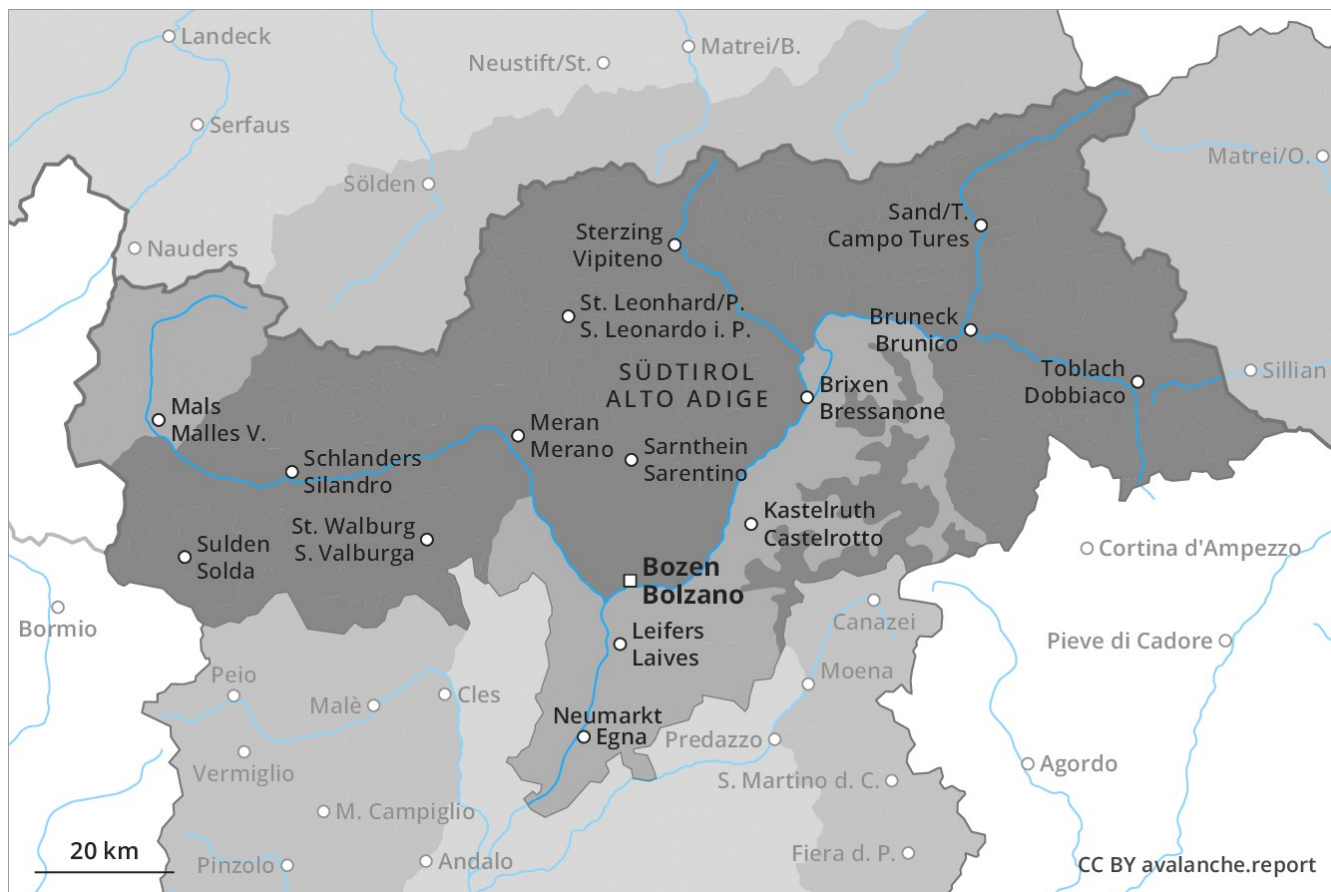 Landeck
Matrei/B.
Neustift/St.
Serfaus
Matrei/O.
Sölden
Sand/T.
Campo Tures
Sterzing
Vipiteno
Nauders
St. Leonhard/P.
S. Leonardo i. P.
Bruneck
Brunico
SÜDTIROL
ALTO ADIGE
Toblach
Dobbiaco
Sillian
Brixen
Bressanone
Mals
Malles V.
Meran
Merano
Sarnthein
Sarentino
Schlanders
Silandro
Kastelruth
Castelrotto
St. Walburg
S. Valburga
Sulden
Solda
Cortina d'Ampezzo
Bozen
Bolzano
Bormio
Canazei
Leifers
Laives
Pieve di Cadore
Peio
Moena
Cles
Malè
Neumarkt
Egna
Predazzo
Vermiglio
Agordo
S. Martino d. C.
M. Campiglio
20 km
Pinzolo
Andalo
Fiera d. P.
CC BY avalanche.report